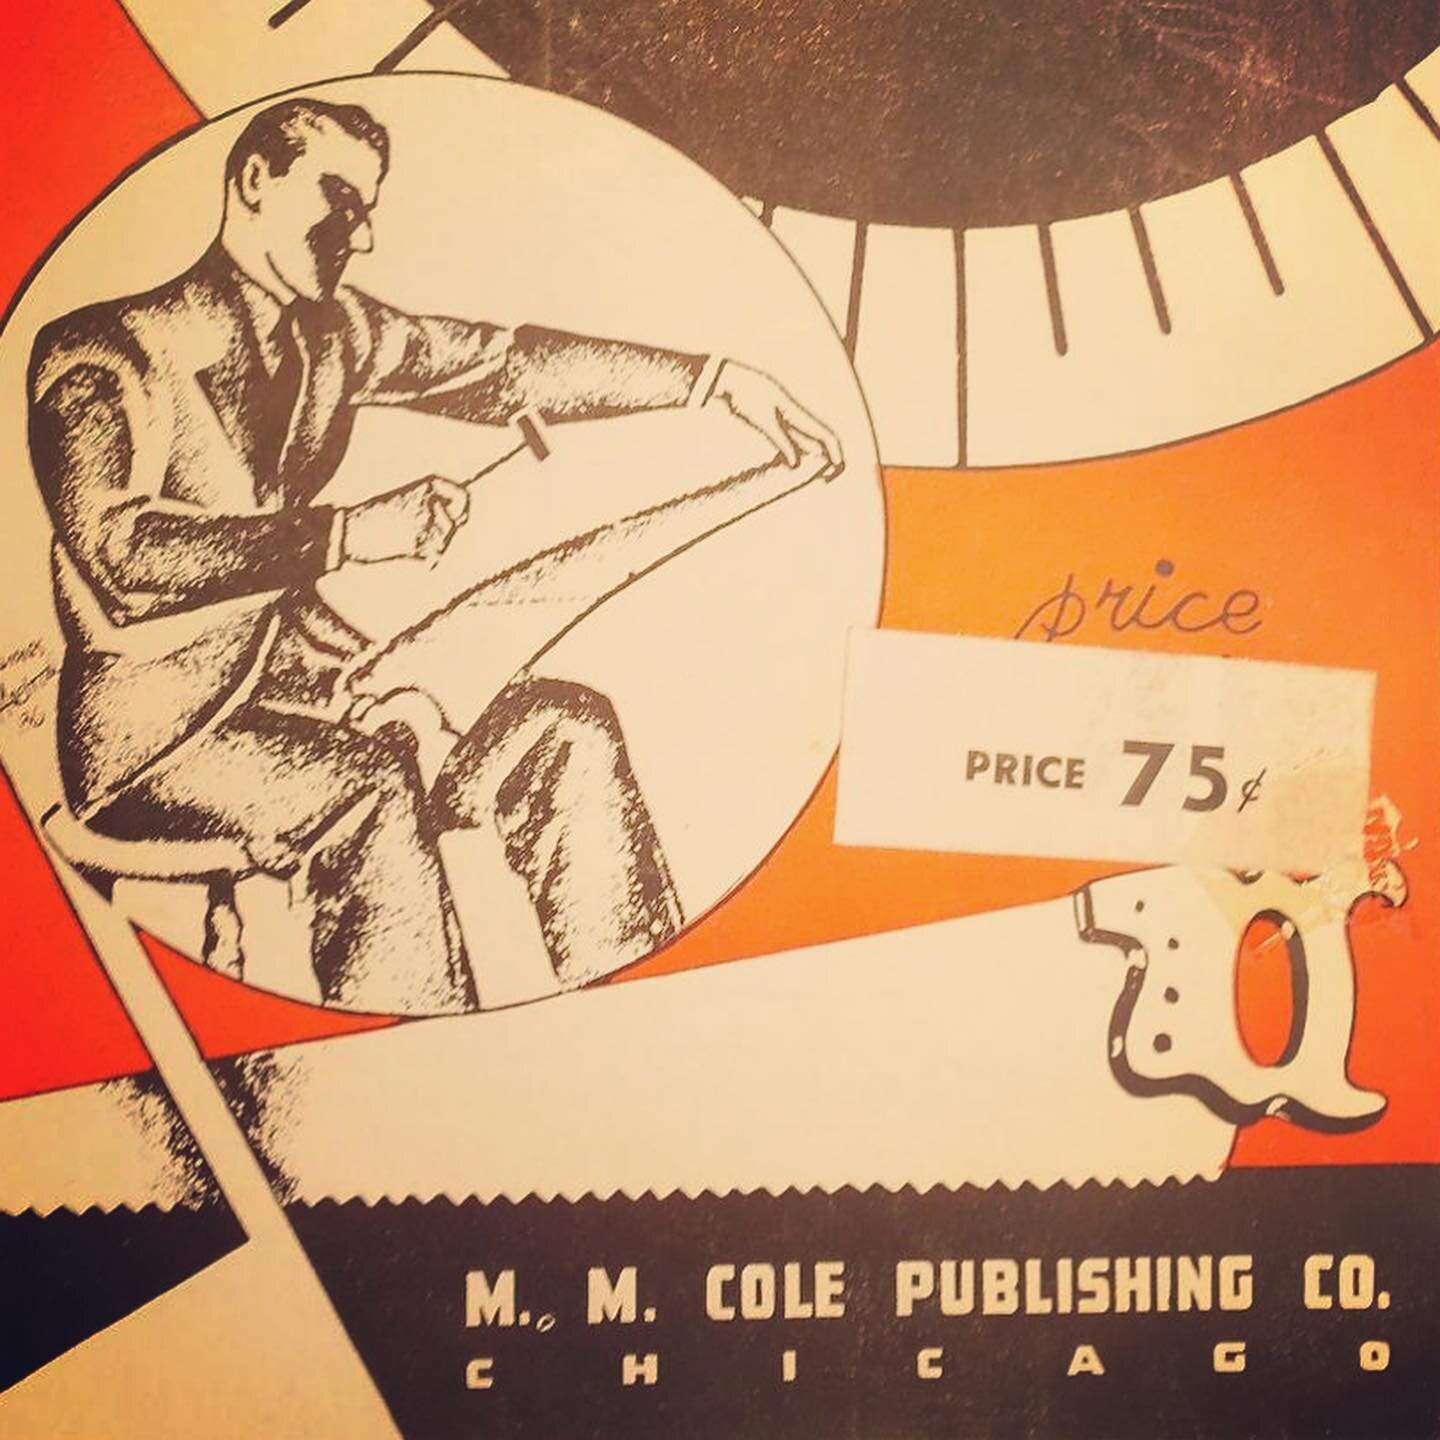 price
PRICE 75¢
M. M. COLE PUBLISHING CO.
CHICAGO